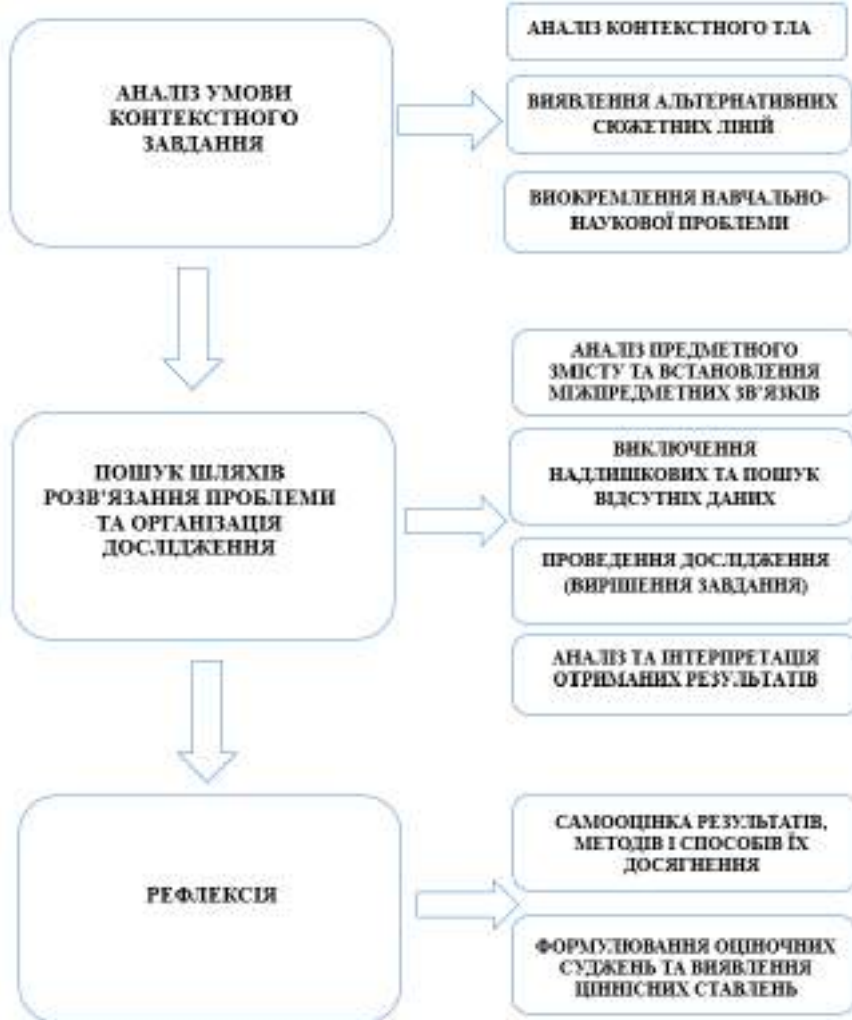 АНАЛІЗ УМОВИ
КОНТЕКСТНОГО
ЗАВДАННЯ
АНАЛІЗ КОНТЕКСТНОГО ТЛА
ВИЯВЛЕННЯ АЛЬТЕРНАТИВНИХ
СЮЖЕТНИХ ЛІНІЙ
ВИОКРЕМЛЕННЯ НАВЧАЛЬНО-
НАУКОВОЇ ПРОБЛЕМИ
ПОШУК ШЛЯХІВ
РОЗВ'ЯЗАННЯ ПРОБЛЕМИ
ТА ОРГАНІЗАЦІЯ
ДОСЛІДЖЕННЯ
АНАЛІЗ ПРЕДМЕТНОГО
ЗМІСТУ ТА ВСТАНОВЛЕННЯ
МІЖПРЕДМЕТНИХ ЗВ'ЯЗКІВ
ВИКЛЮЧЕННЯ
НАДЛИШКОВИХ ТА ПОШУК
ВІДСУТНІХ ДАНИХ
ПРОВЕДЕННЯ ДОСЛІДЖЕННЯ
(ВИРІШЕННЯ ЗАВДАННЯ)
АНАЛІЗ ТА ІНТЕРПРЕТАЦІЯ
ОТРИМАНИХ РЕЗУЛЬТАТІВ
РЕФЛЕКСІЯ
САМООЦІНКА РЕЗУЛЬТАТІВ,
МЕТОДІВ І СПОСОБІВ ЇХ
ДОСЯГНЕННЯ
ФОРМУЛЮВАННЯ ОЦІНОЧНИХ
СУДЖЕНЬ ТА ВИЯВЛЕННЯ
ЦІННІСНИХ СТАВЛЕНЬ